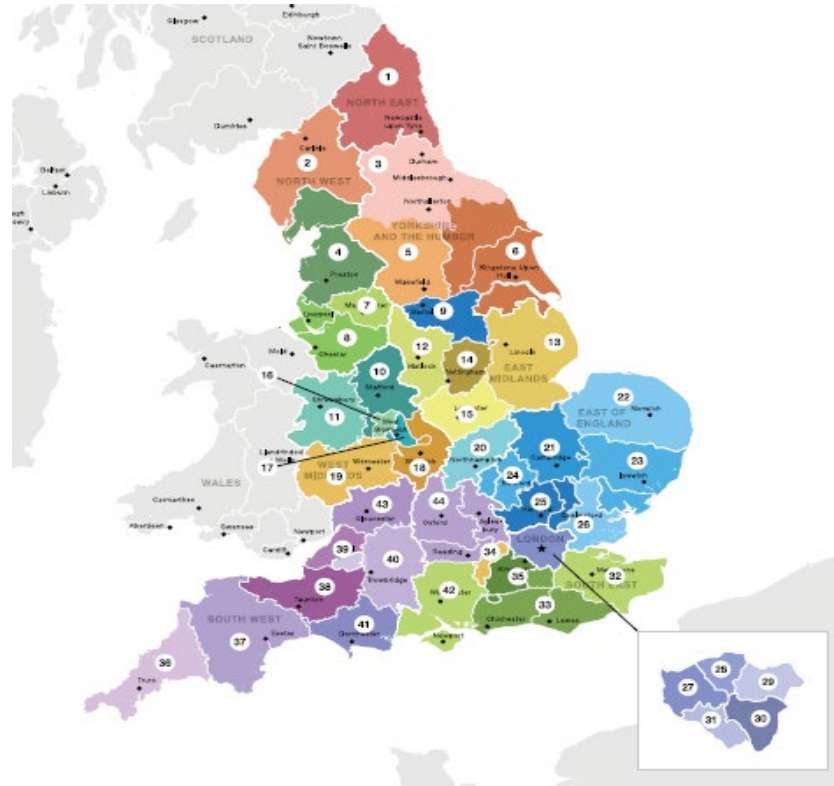 Glasgow
Edinburgh
SCOTLAND
Newtown
Saint Boswells
1
NORTH EAST
Newcastle
upon Tyne
Dumfries
Carlisle
2
3
Durham
NORTH WEST
Middlesbrough
Belfast
Lisburn
Northallerton
YORKSHIRE
AND THE HUMBER
4
5
6
Preston
Kingstone Upon
Hull
Wakefield
7
9
Liverpool
8
Chester
Mold
12
13
Lincoln
Matlock
14
EAST
MIDLANDS
Caernarfon
16
10
Nottingham
Stafford
11
15
22
Norwich
EAST OF
ENGLAND
Llandrindod
Wells
17
20
21
23
Ipswich
WEST
MIDLANDS
Worcester
18
19
Northampton
Cambridge
24
WALES
25
Carmarthen
43
44
26
Aberdeen
Swansea
Newport
Gloucester
Oxford
Ayles
bury
LONDON
Cardiff
39
Reading
34
40
35
32
Trowbridge
SOUTH EAST
38
42
33
Taunton
SOUTH WEST
41
Chichester
Lewes
37
Exeter
Dorchester
Newport
36
Truro
28
27
29
31
30